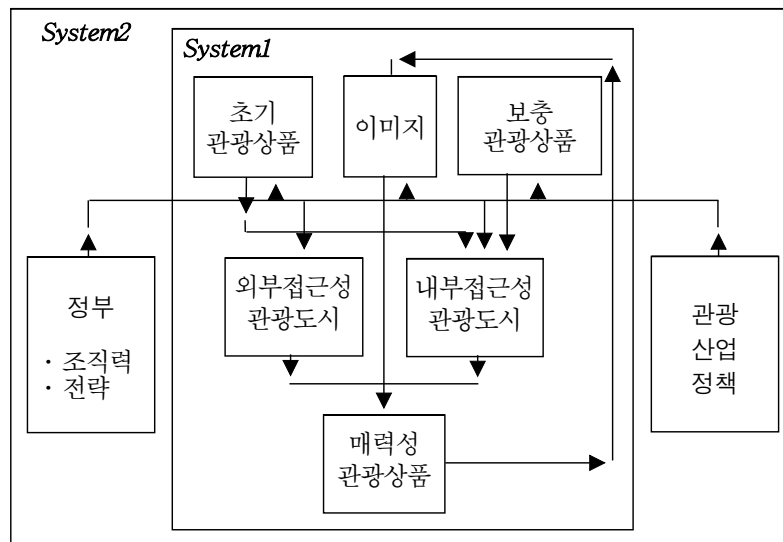 System2
System1
초기
관광상품
이미지
보충
관광상품
정부
· 조직력
· 전략
외부접근성
관광도시
내부접근성
관광도시
관광
산업
정책
매력성
관광상품